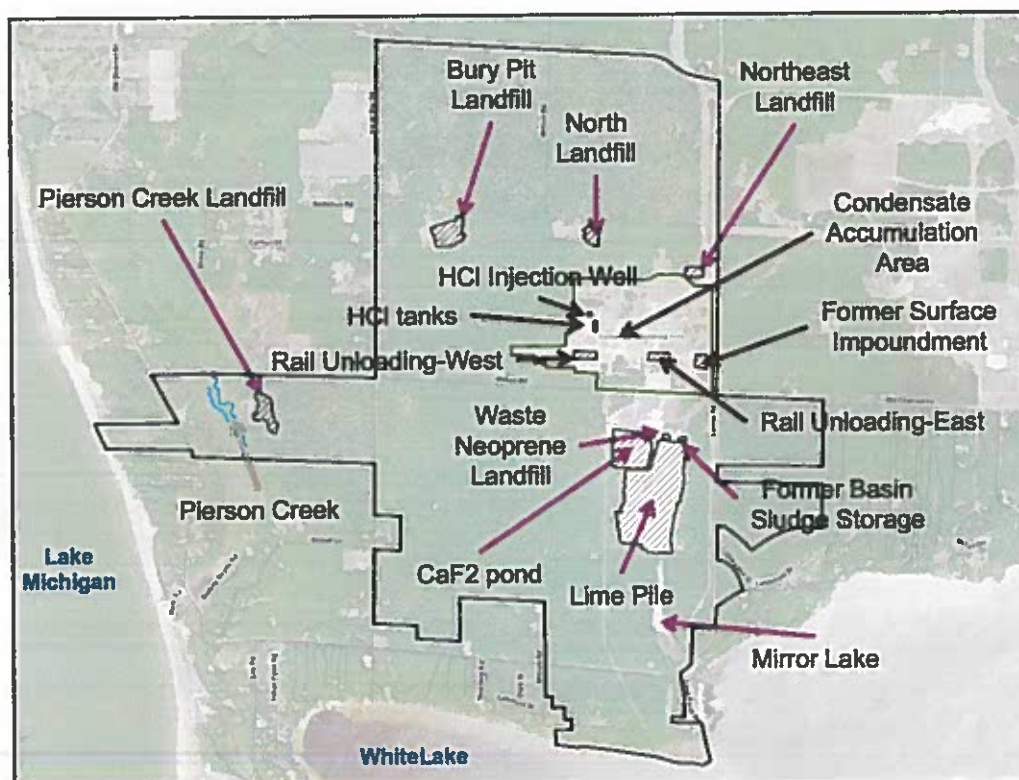 Bury Pit
Landfill
Northeast
Landfill
North
Landfill
Pierson Creek Landfill
Condensate
Accumulation
Area
HCl Injection Well
HCl tanks
Former Surface
Impoundment
Rail Unloading-West
Waste
Neoprene
Landfill
Rail Unloading-East
Pierson Creek
Former Basin
Sludge Storage
Lake
Michigan
CaF2 pond
Lime Pile
Mirror Lake
WhiteLake